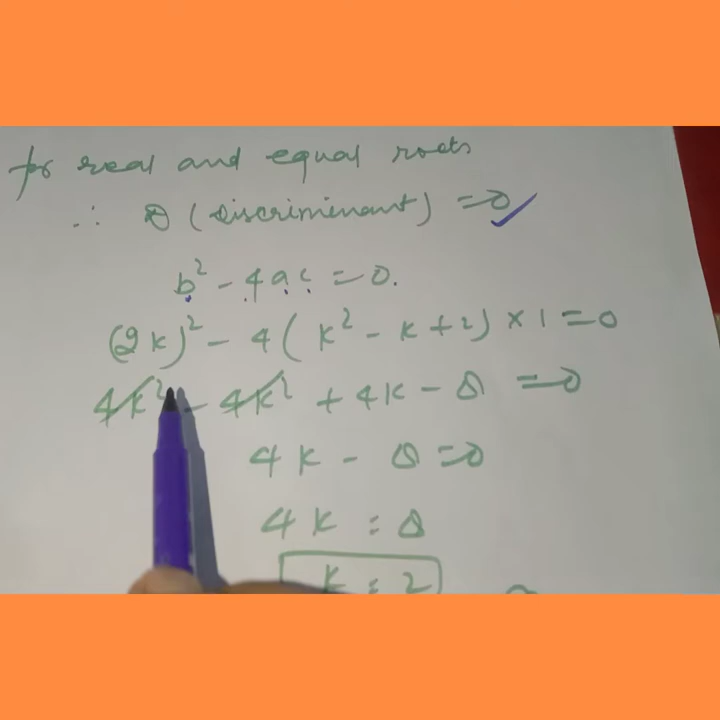 for real and equal roots
∴ D (discriminenant) = 0
b² - 4ac = 0.
(2k)² - 4(k² - k + 2) × 1 = 0
4k² - 4k² + 4k - 8 = 0
4k - 8 = 0
4k = 8
k = 2